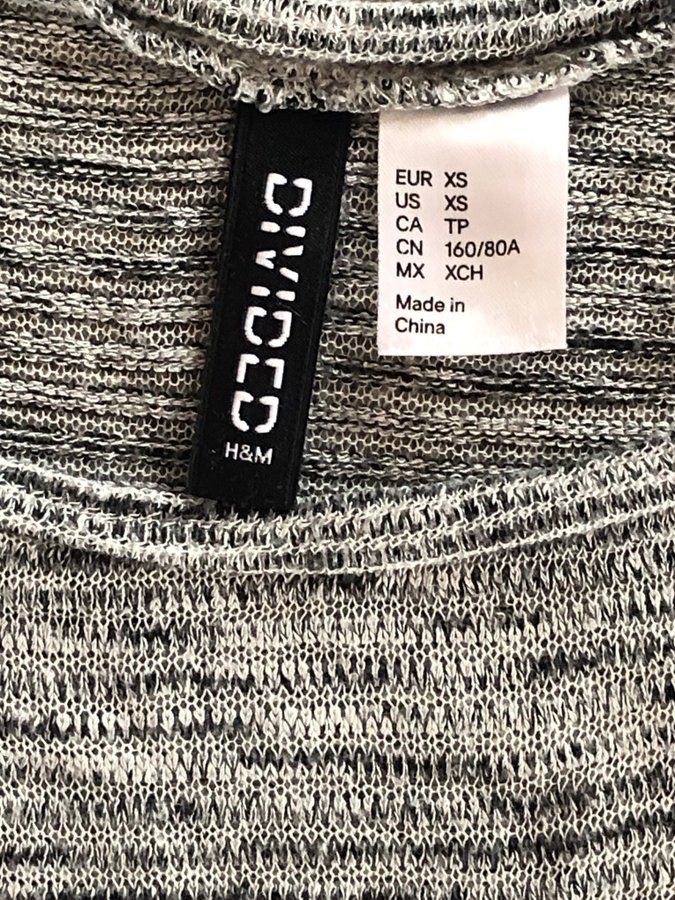 DIVIDED
H&M
EUR XS
US XS
CA TP
CN 160/80A
MX XCH
Made in
China